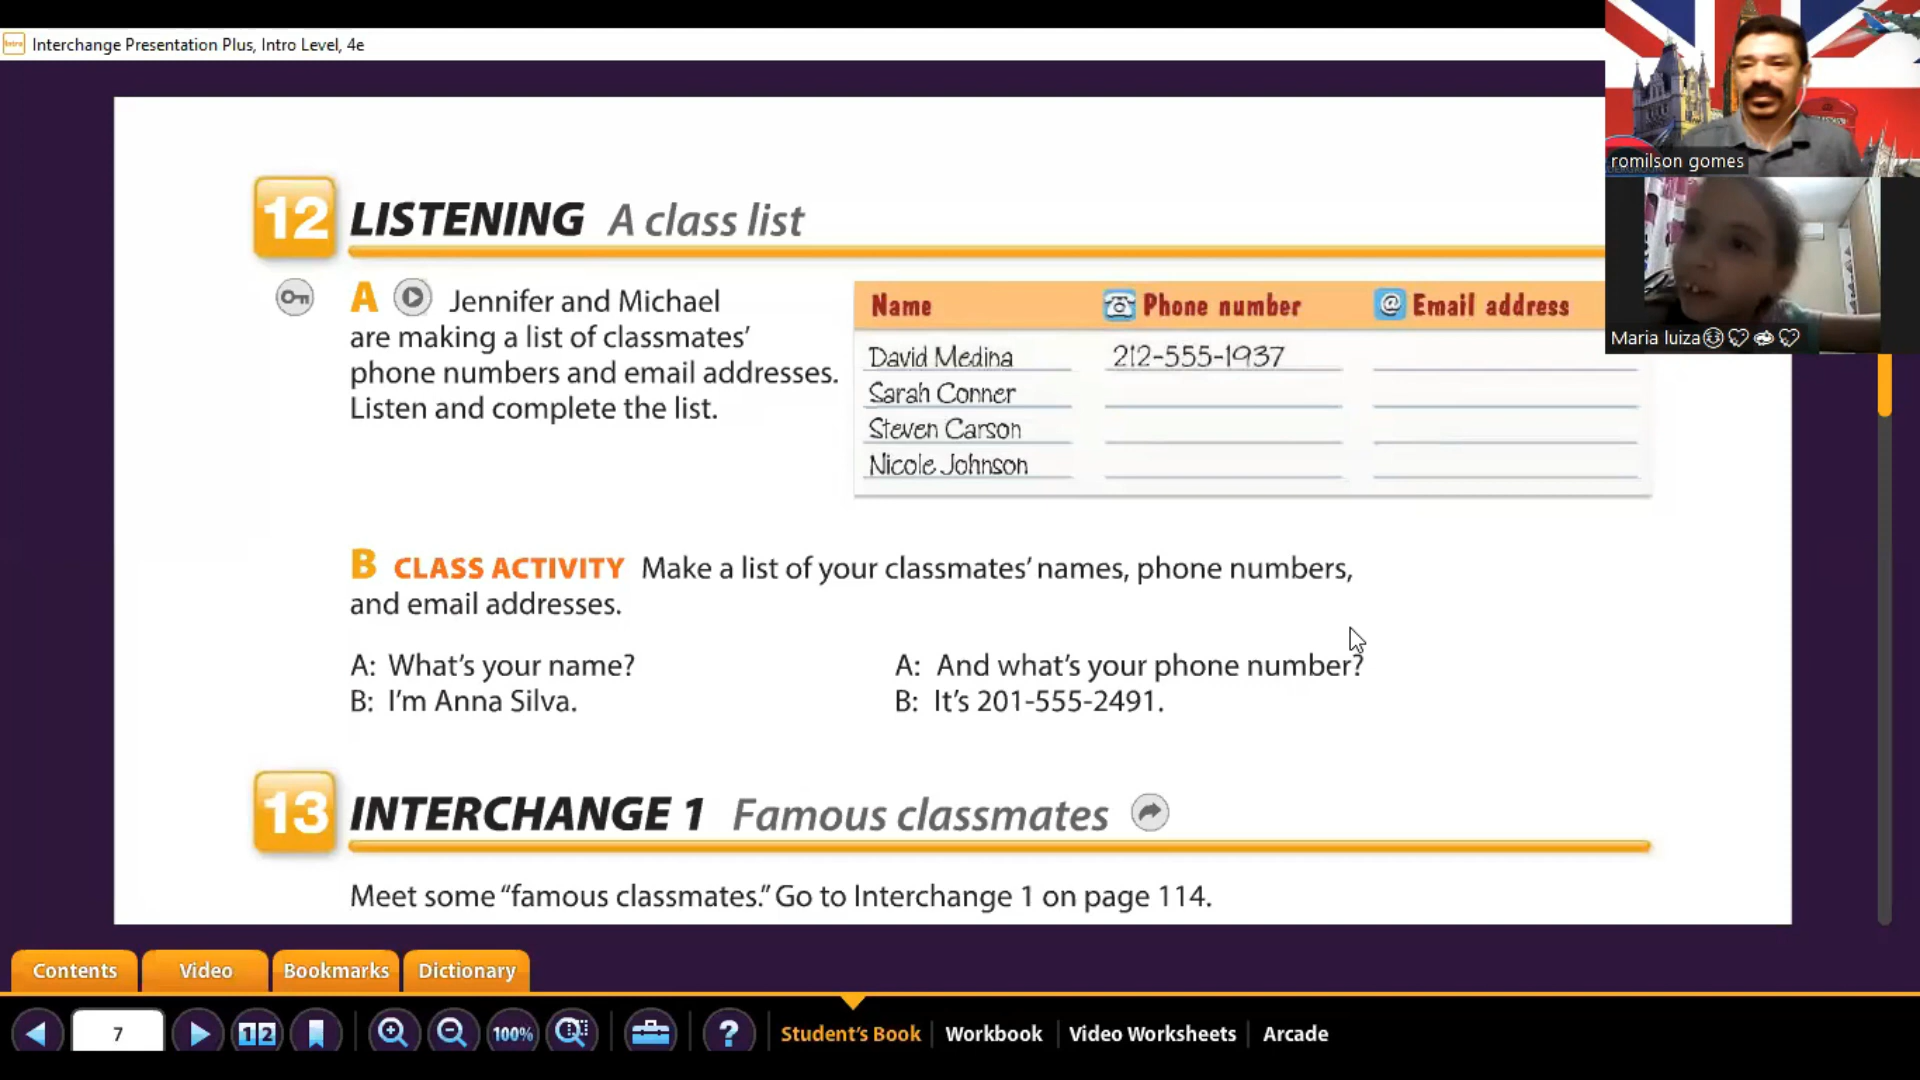 Interchange Presentation Plus, Intro Level, 4e
romilson gomes
Maria luiza
12 LISTENING A class list
A Jennifer and Michael
are making a list of classmates'
phone numbers and email addresses.
Listen and complete the list.
Name Phone number @ Email address
David Medina 212-555-1937
Sarah Conner
Steven Carson
Nicole Johnson
B CLASS ACTIVITY Make a list of your classmates' names, phone numbers,
and email addresses.
A: What's your name?
B: I'm Anna Silva.
A: And what's your phone number?
B: It's 201-555-2491.
13 INTERCHANGE 1 Famous classmates
Meet some "famous classmates." Go to Interchange 1 on page 114.
Contents Video Bookmarks Dictionary
7 12 100% ? Student's Book Workbook Video Worksheets Arcade